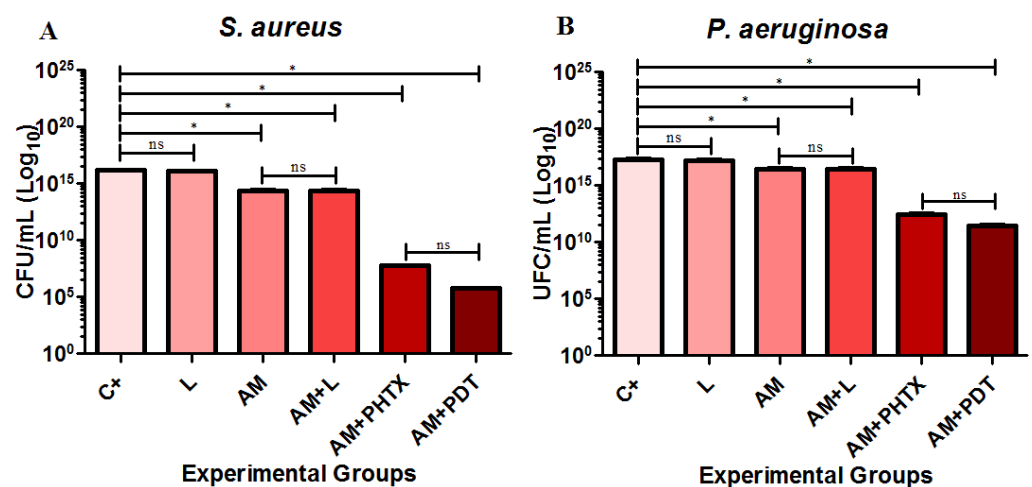 A
S. aureus
CFU/mL (Log10)
10^25
10^20
10^15
10^10
10^5
10^0
*
*
*
*
ns
ns
ns
C+
L
AM
AM+L
AM+PHTX
AM+PDT
Experimental Groups
B
P. aeruginosa
UFC/mL (Log10)
10^25
10^20
10^15
10^10
10^5
10^0
*
*
*
*
ns
ns
ns
C+
L
AM
AM+L
AM+PHTX
AM+PDT
Experimental Groups